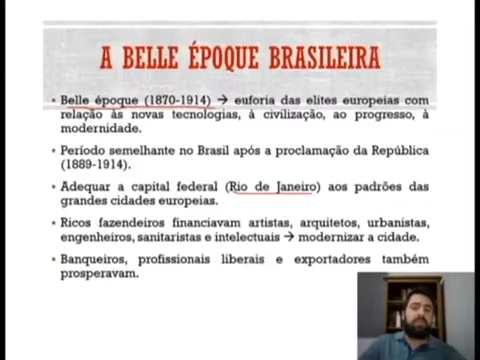 A BELLE ÉPOQUE BRASILEIRA
• Belle époque (1870-1914) → euforia das elites europeias com
relação às novas tecnologias, à civilização, ao progresso, à
modernidade.
• Período semelhante no Brasil após a proclamação da República
(1889-1914).
• Adequar a capital federal (Rio de Janeiro) aos padrões das
grandes cidades europeias.
• Ricos fazendeiros financiavam artistas, arquitetos, urbanistas,
engenheiros, sanitaristas e intelectuais → modernizar a cidade.
• Banqueiros, profissionais liberais e exportadores também
prosperavam.